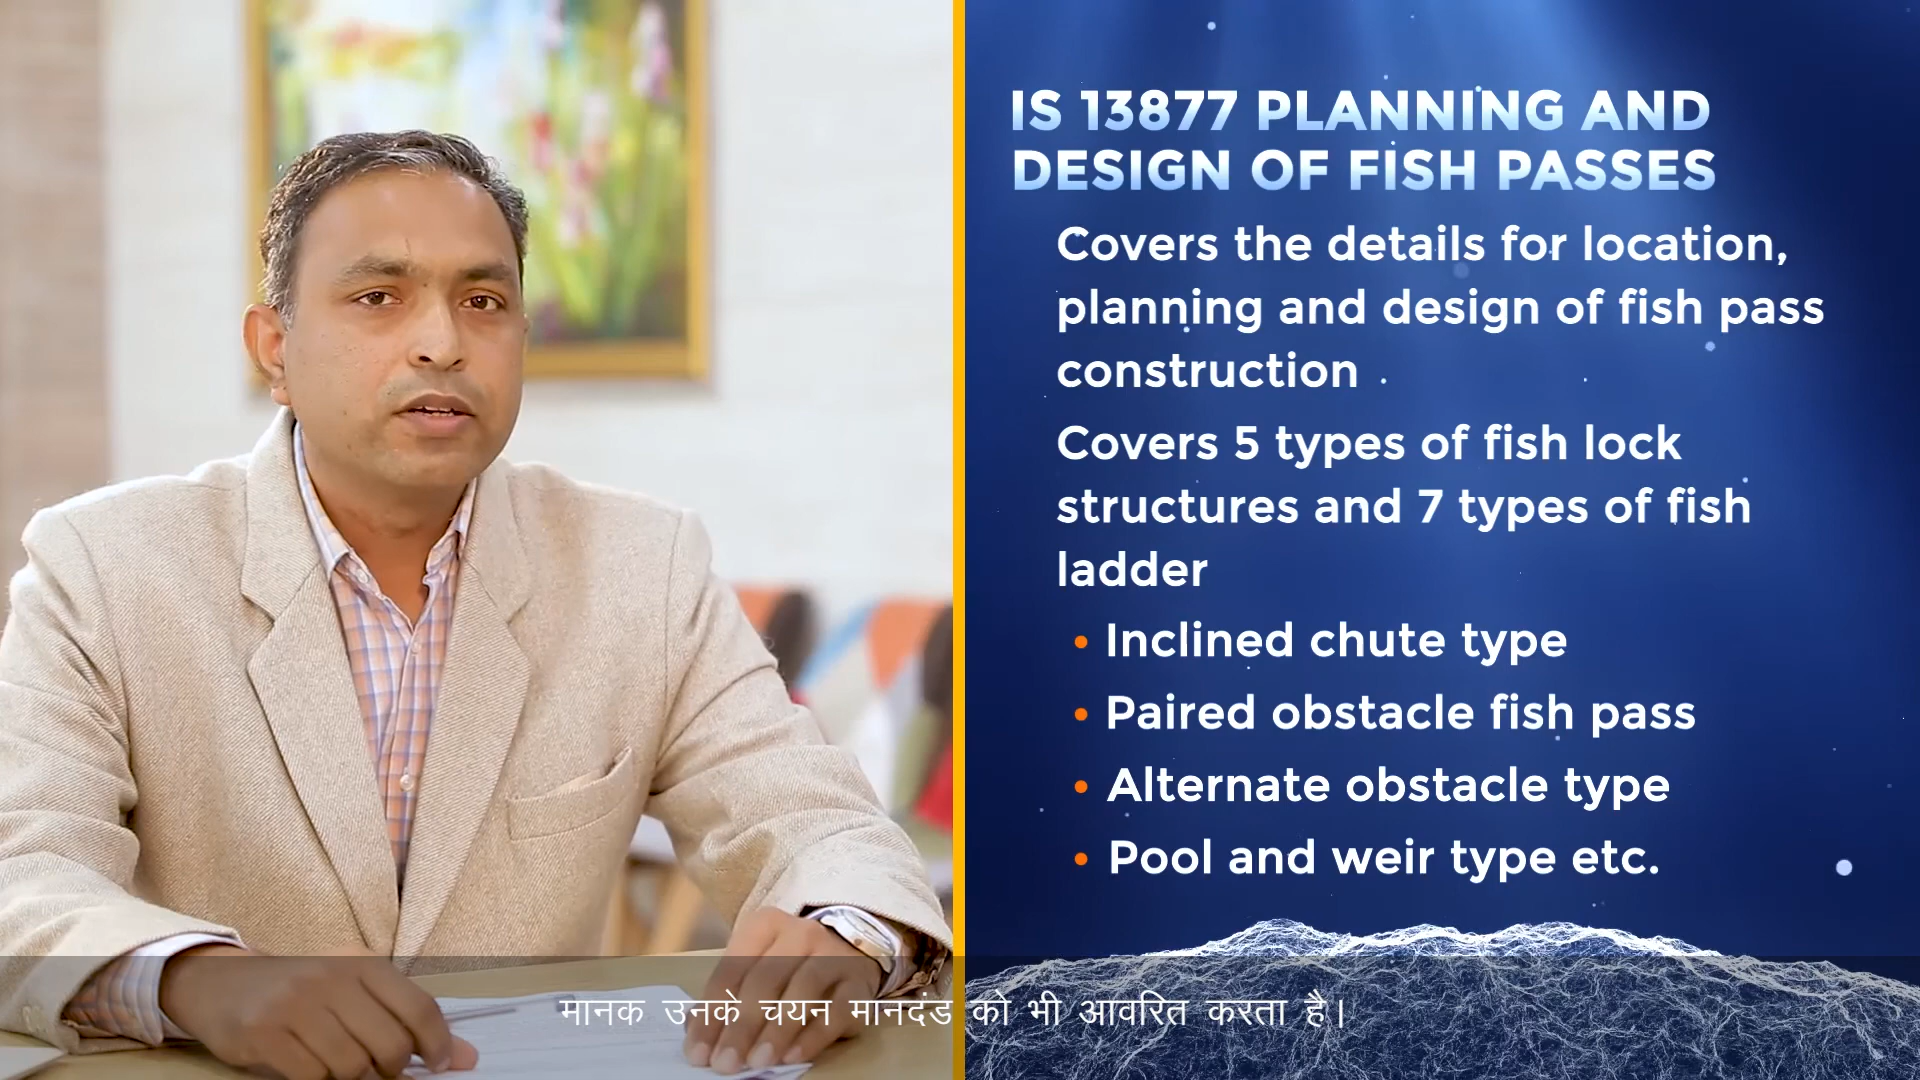 IS 13877 PLANNING AND
DESIGN OF FISH PASSES
Covers the details for location,
planning and design of fish pass
construction
Covers 5 types of fish lock
structures and 7 types of fish
ladder
• Inclined chute type
• Paired obstacle fish pass
• Alternate obstacle type
• Pool and weir type etc.
मानक उनके चयन मानदंड को भी आवरित करता है।